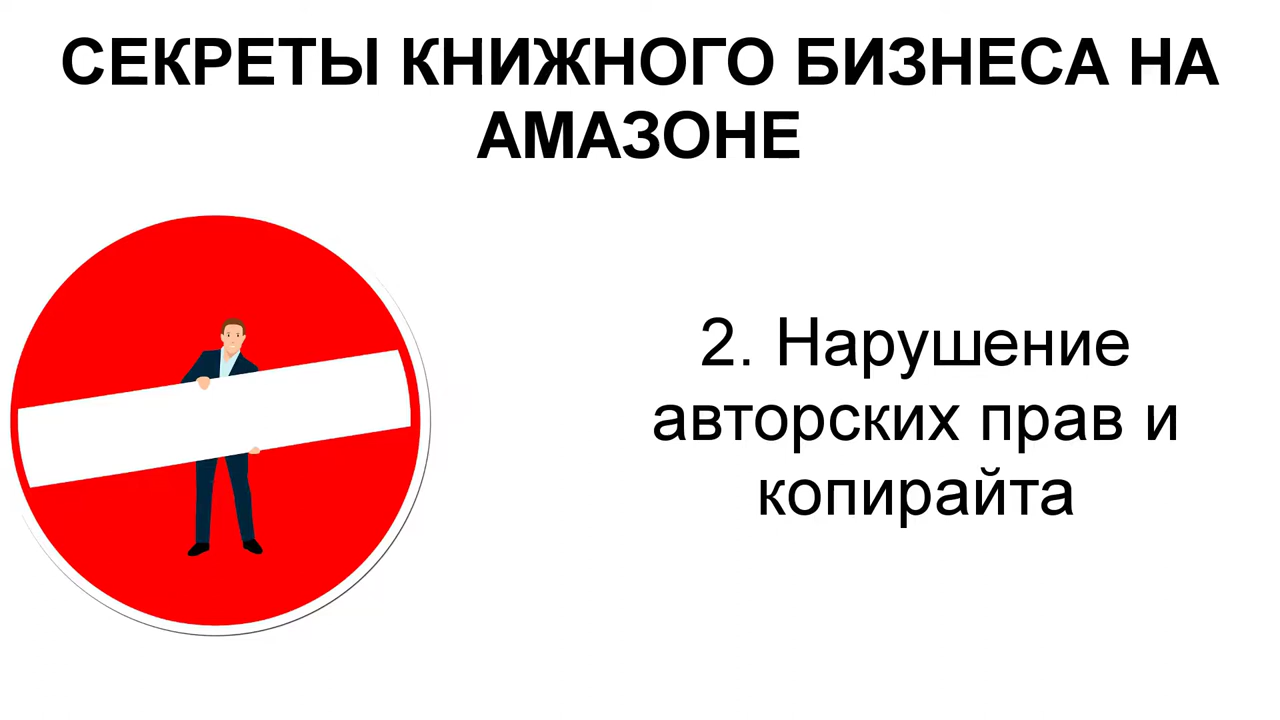 СЕКРЕТЫ КНИЖНОГО БИЗНЕСА НА
АМАЗОНЕ
2. Нарушение
авторских прав и
копирайта